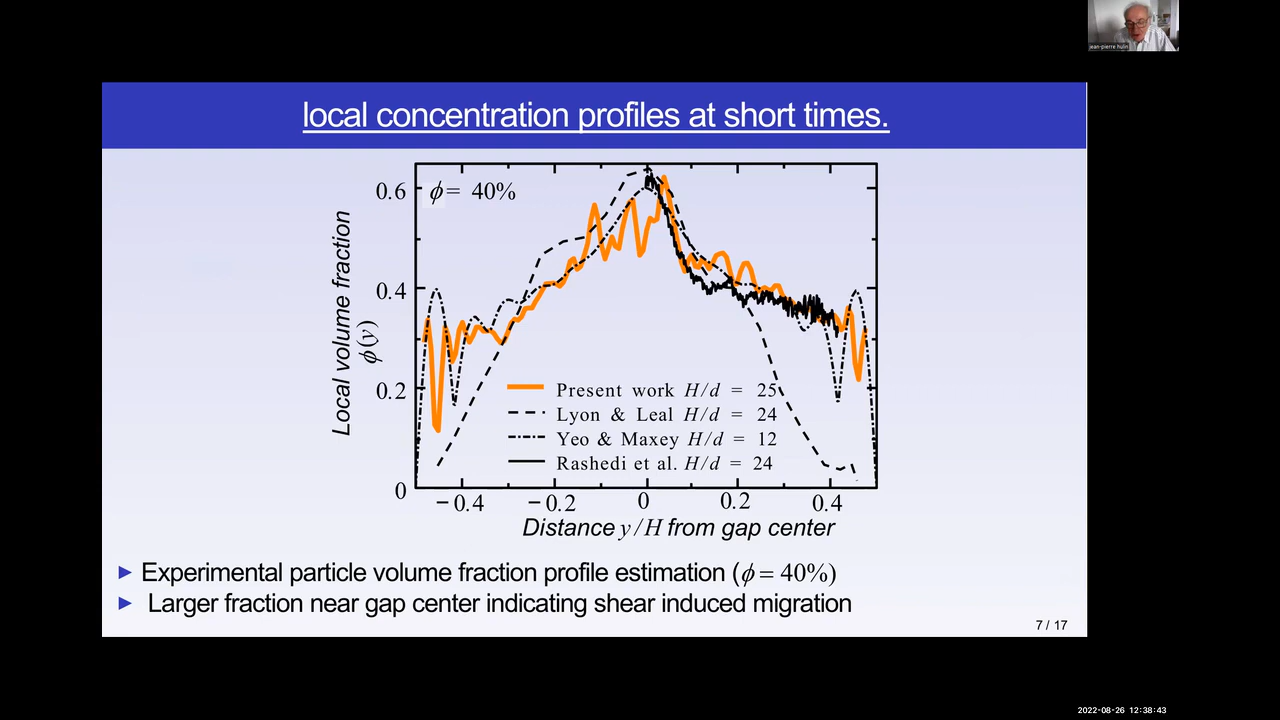 jean-pierre hulin
local concentration profiles at short times.
ϕ = 40%
Local volume fraction
ϕ(y)
0.6
0.4
0.2
0
Present work H/d = 25
Lyon & Leal H/d = 24
Yeo & Maxey H/d = 12
Rashedi et al. H/d = 24
−0.4 −0.2 0 0.2 0.4
Distance y/H from gap center
► Experimental particle volume fraction profile estimation (ϕ = 40%)
► Larger fraction near gap center indicating shear induced migration
7 / 17
2022-08-26 12:38:43